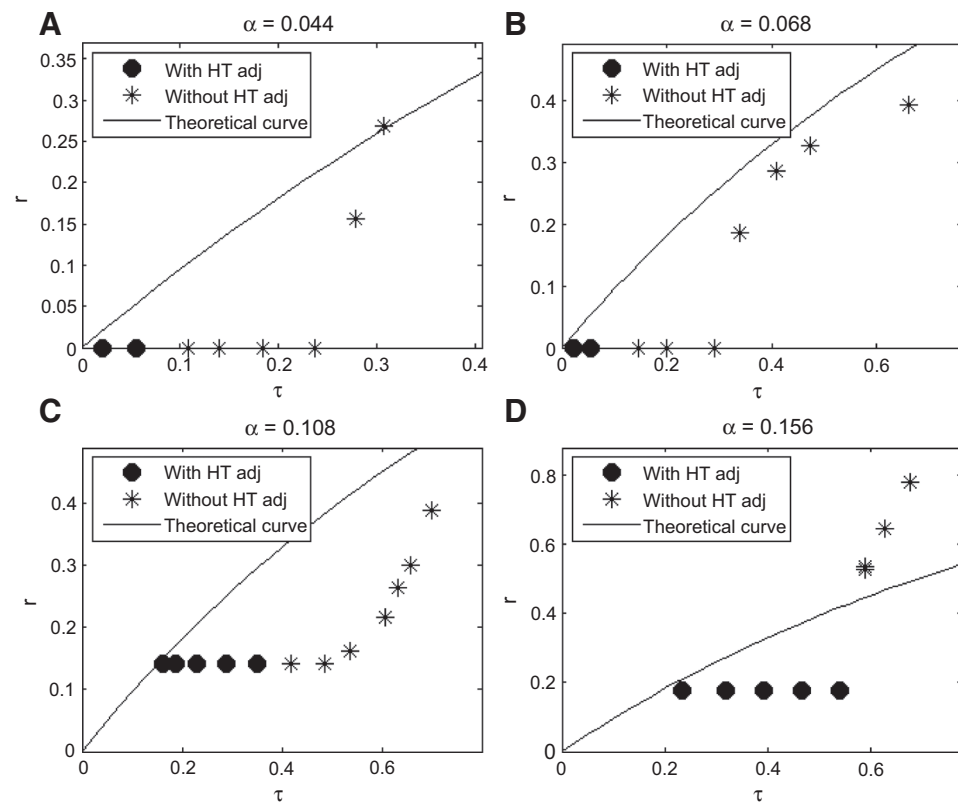 A
α = 0.044
0.35
0.3
0.25
0.2
0.15
0.1
0.05
0
r
With HT adj
Without HT adj
Theoretical curve
0 0.1 0.2 0.3 0.4
τ
B
α = 0.068
0.4
0.3
0.2
0.1
0
r
With HT adj
Without HT adj
Theoretical curve
0 0.2 0.4 0.6
τ
C
α = 0.108
0.4
0.3
0.2
0.1
0
r
With HT adj
Without HT adj
Theoretical curve
0 0.2 0.4 0.6
τ
D
α = 0.156
0.8
0.6
0.4
0.2
0
r
With HT adj
Without HT adj
Theoretical curve
0 0.2 0.4 0.6
τ